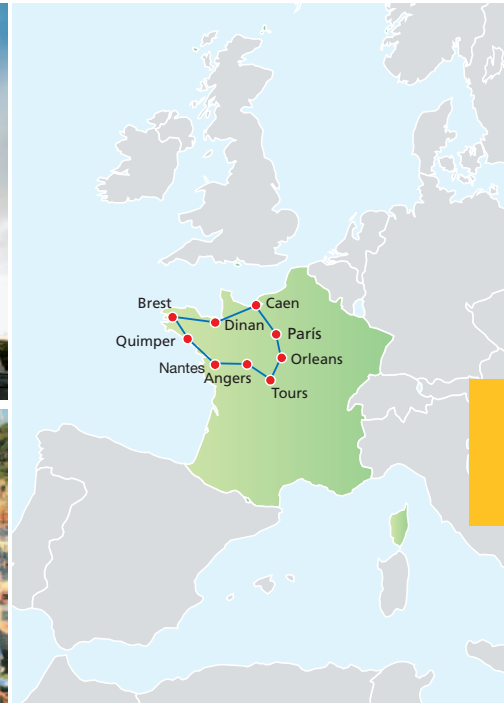 Brest
Caen
Dinan
Quimper
París
Orleans
Nantes
Angers
Tours